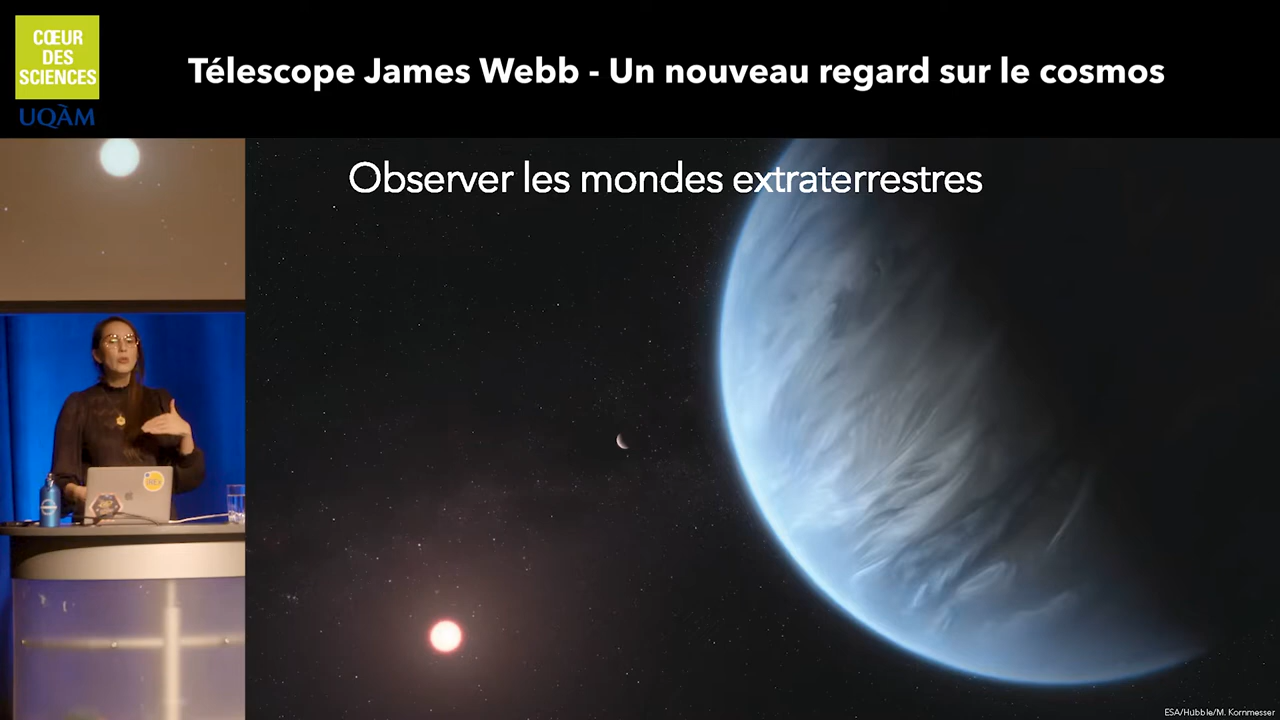 CŒUR
DES
SCIENCES
UQÀM
Télescope James Webb - Un nouveau regard sur le cosmos
Observer les mondes extraterrestres
iREx
ESA/Hubble/M. Kornmesser